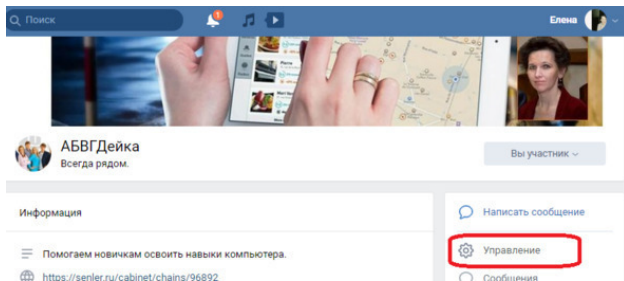 Поиск
1
Елена
АБВГДейка
Всегда рядом.
Вы участник
Информация
Написать сообщение
Управление
Помогаем новичкам освоить навыки компьютера.
https://senler.ru/cabinet/chains/96892
Сообщения